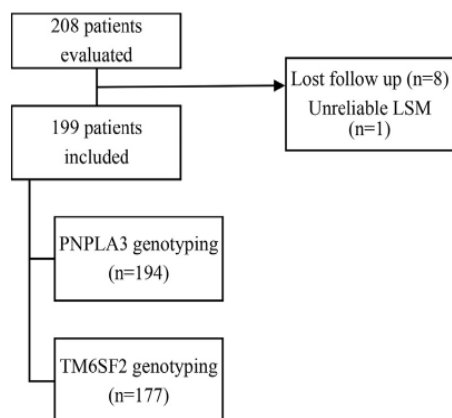 208 patients
evaluated
Lost follow up (n=8)
Unreliable LSM
(n=1)
199 patients
included
PNPLA3 genotyping
(n=194)
TM6SF2 genotyping
(n=177)